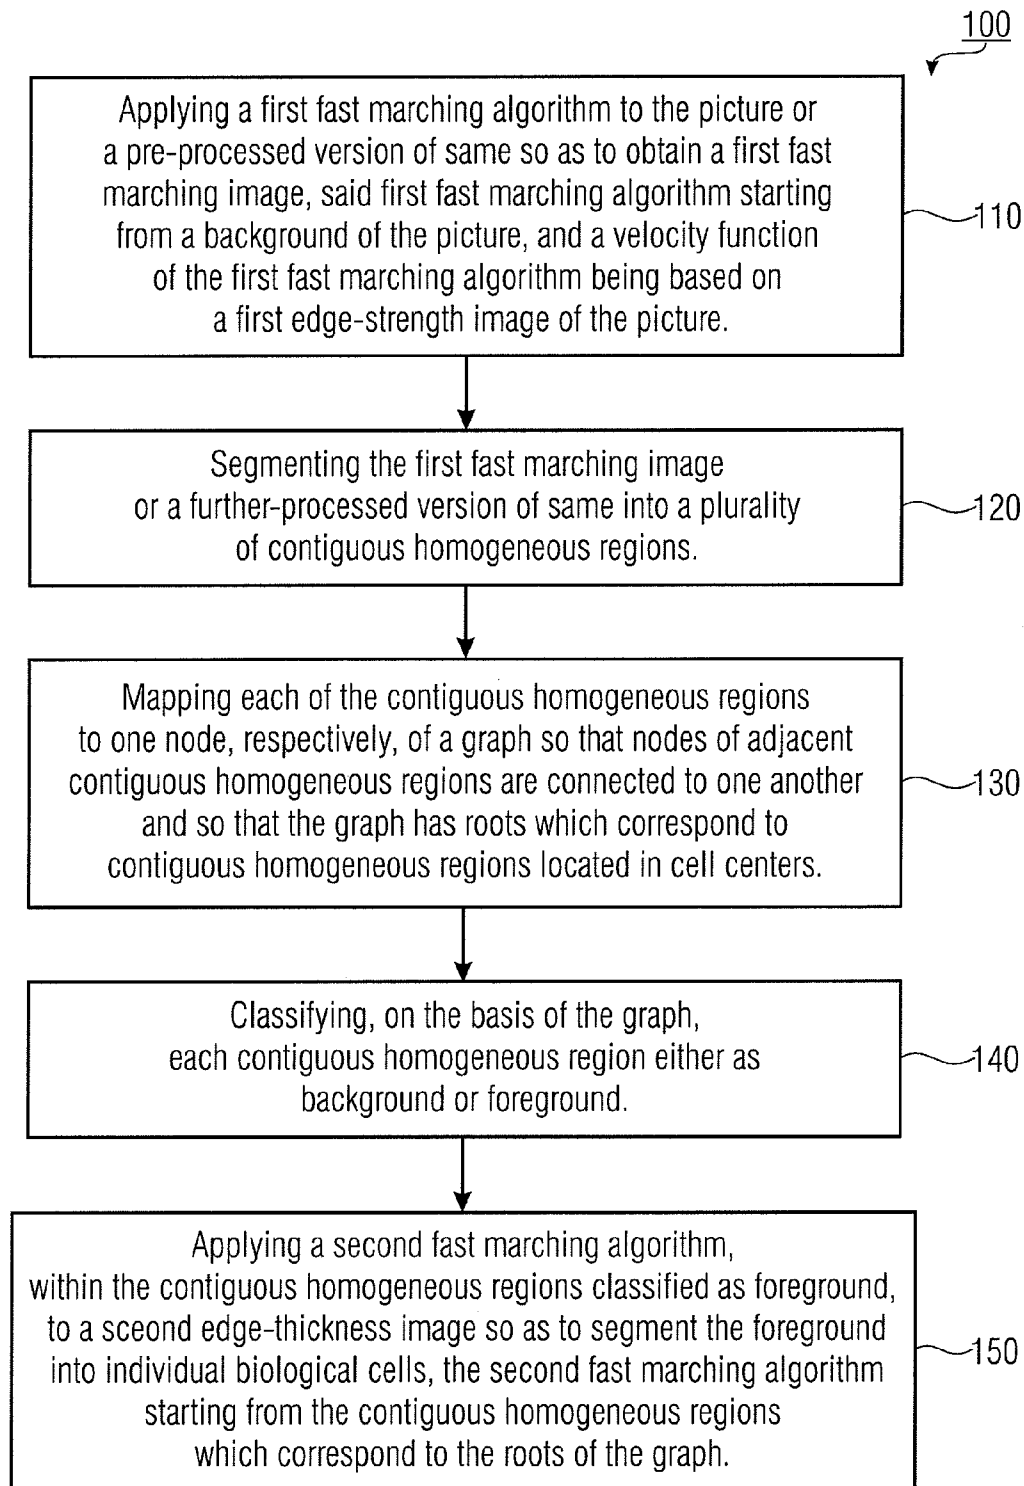 100
Applying a first fast marching algorithm to the picture or
a pre-processed version of same so as to obtain a first fast
marching image, said first fast marching algorithm starting
from a background of the picture, and a velocity function
of the first fast marching algorithm being based on
a first edge-strength image of the picture.
110
Segmenting the first fast marching image
or a further-processed version of same into a plurality
of contiguous homogeneous regions.
120
Mapping each of the contiguous homogeneous regions
to one node, respectively, of a graph so that nodes of adjacent
contiguous homogeneous regions are connected to one another
and so that the graph has roots which correspond to
contiguous homogeneous regions located in cell centers.
130
Classifying, on the basis of the graph,
each contiguous homogeneous region either as
background or foreground.
140
Applying a second fast marching algorithm,
within the contiguous homogeneous regions classified as foreground,
to a sceond edge-thickness image so as to segment the foreground
into individual biological cells, the second fast marching algorithm
starting from the contiguous homogeneous regions
which correspond to the roots of the graph.
150